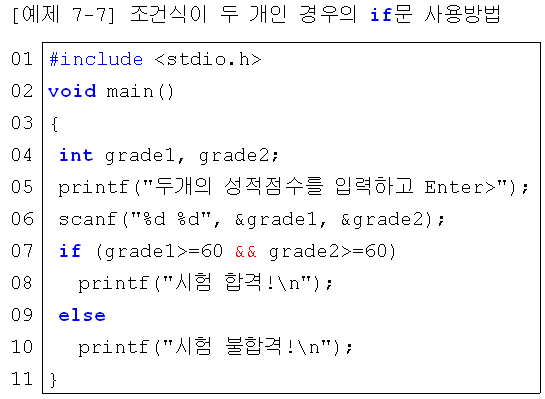 [예제 7-7] 조건식이 두 개인 경우의 if문 사용방법
01 #include <stdio.h>
02 void main()
03 {
04 int grade1, grade2;
05 printf("두개의 성적점수를 입력하고 Enter>");
06 scanf("%d %d", &grade1, &grade2);
07 if (grade1>=60 && grade2>=60)
08 printf("시험 합격!\n");
09 else
10 printf("시험 불합격!\n");
11 }